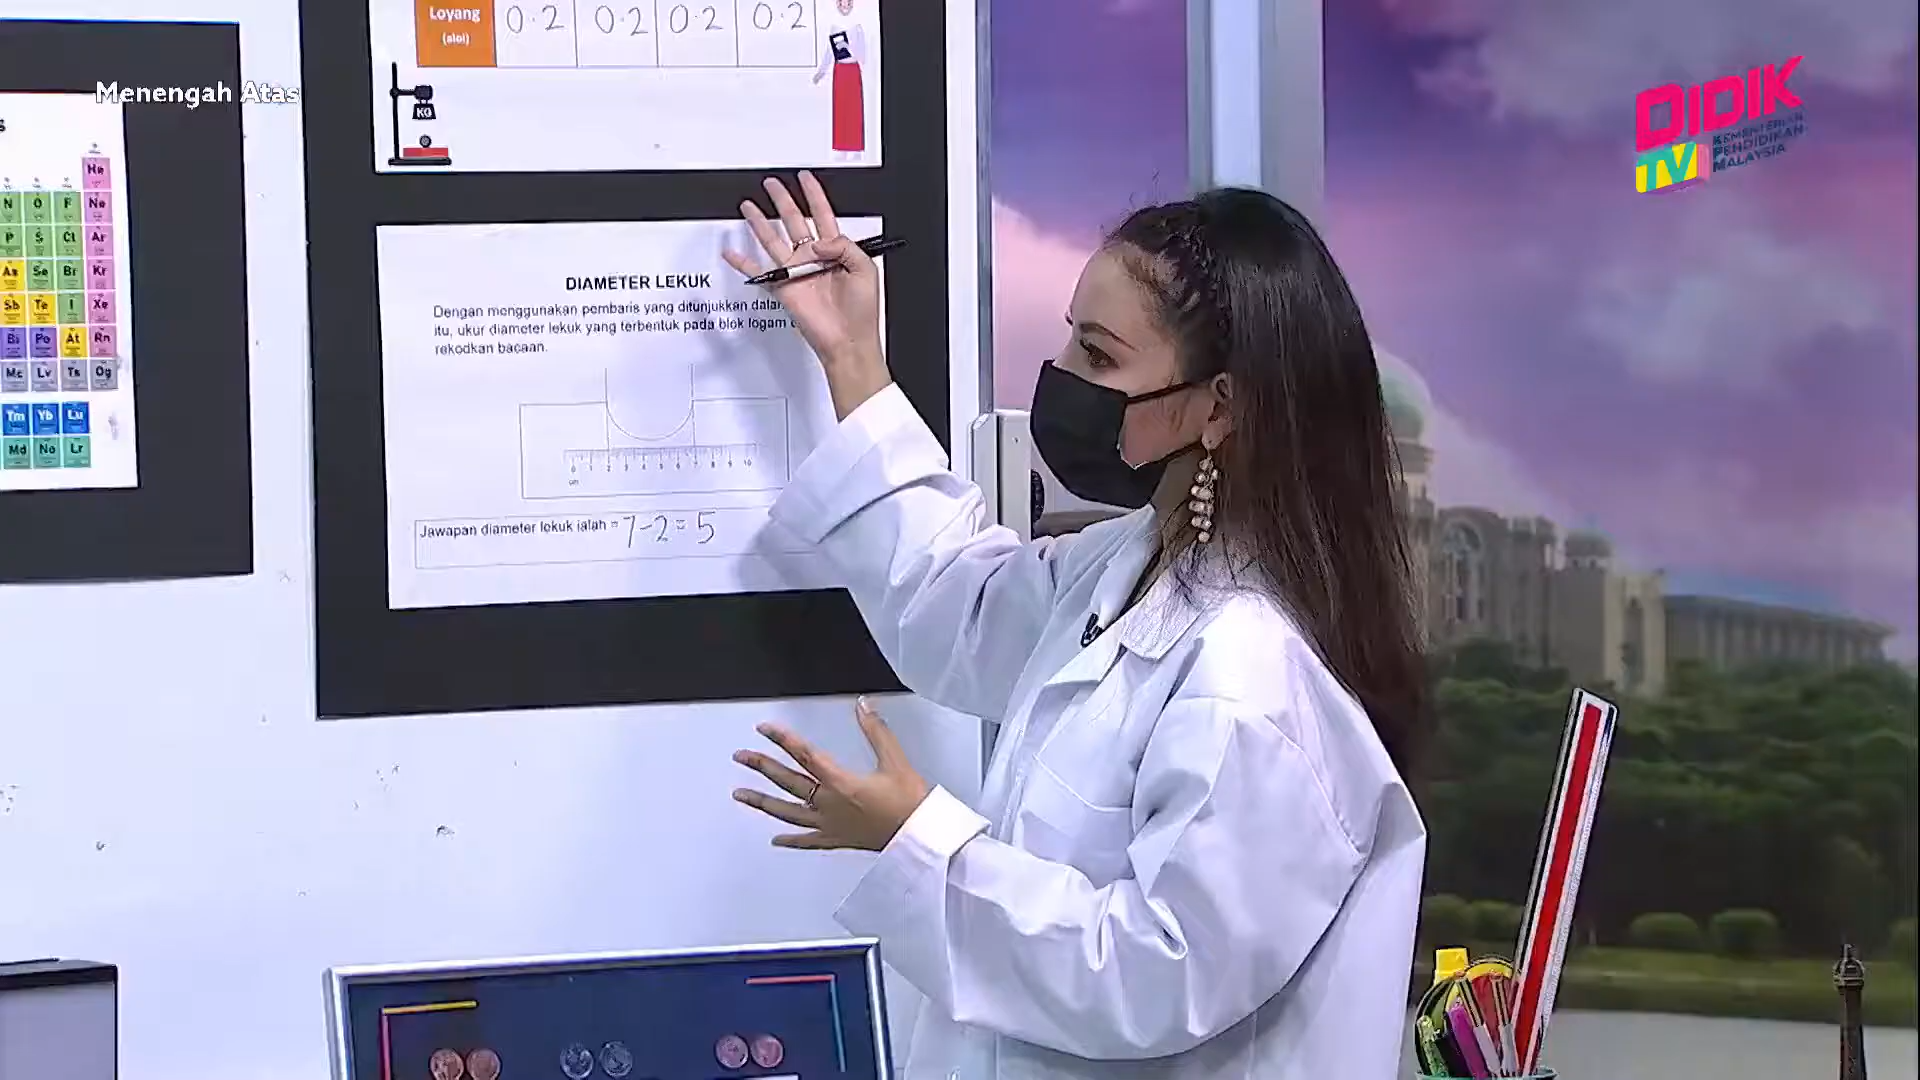 Menengah Atas
Loyang
(aloi)
0.2 0.2 0.2 0.2
KG
DIDIK
TV
KEMENTERIAN
PENDIDIKAN
MALAYSIA
He
N O F Ne
P S Cl Ar
As Se Br Kr
Sb Te I Xe
Bi Po At Rn
Mc Lv Ts Og
Tm Yb Lu
Md No Lr
DIAMETER LEKUK
Dengan menggunakan pembaris yang ditunjukkan
itu, ukur diameter lekuk yang terbentuk pada blok logam
rekodkan bacaan.
0 1 2 3 4 5 6 7 8 9 10
cm
Jawapan diameter lekuk ialah = 7-2=5